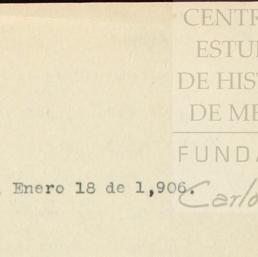 CENTR
ESTU
DE HIS
DE ME
FUNDA
Carlo
Enero 18 de 1,906.